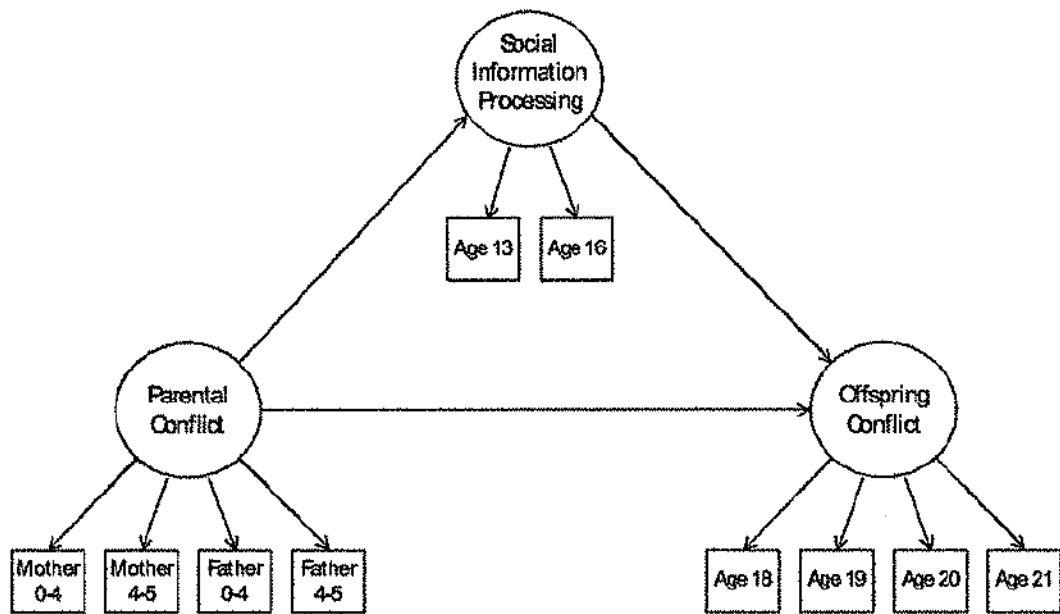 Social
Information
Processing
Age 13
Age 16
Parental
Conflict
Offspring
Conflict
Mother
0-4
Mother
4-5
Father
0-4
Father
4-5
Age 18
Age 19
Age 20
Age 21